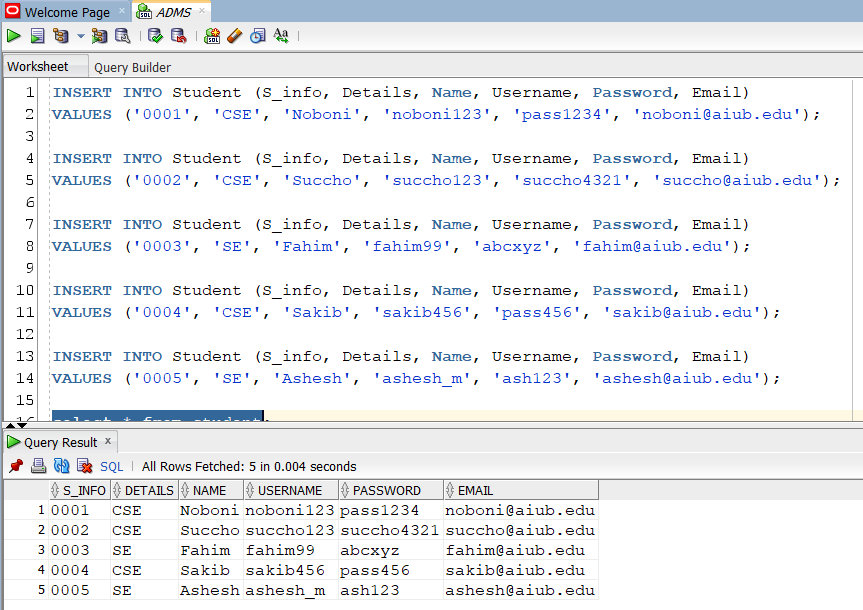 Welcome Page × ADMS ×
SQL SQL Aa
Worksheet Query Builder
1 INSERT INTO Student (S_info, Details, Name, Username, Password, Email)
2 VALUES ('0001', 'CSE', 'Noboni', 'noboni123', 'pass1234', 'noboni@aiub.edu');
3
4 INSERT INTO Student (S_info, Details, Name, Username, Password, Email)
5 VALUES ('0002', 'CSE', 'Succho', 'succho123', 'succho4321', 'succho@aiub.edu');
6
7 INSERT INTO Student (S_info, Details, Name, Username, Password, Email)
8 VALUES ('0003', 'SE', 'Fahim', 'fahim99', 'abcxyz', 'fahim@aiub.edu');
9
10 INSERT INTO Student (S_info, Details, Name, Username, Password, Email)
11 VALUES ('0004', 'CSE', 'Sakib', 'sakib456', 'pass456', 'sakib@aiub.edu');
12
13 INSERT INTO Student (S_info, Details, Name, Username, Password, Email)
14 VALUES ('0005', 'SE', 'Ashesh', 'ashesh_m', 'ash123', 'ashesh@aiub.edu');
15
16 select * from student;
Query Result ×
SQL | All Rows Fetched: 5 in 0.004 seconds
S_INFO DETAILS NAME USERNAME PASSWORD EMAIL
1 0001 CSE Noboni noboni123 pass1234 noboni@aiub.edu
2 0002 CSE Succho succho123 succho4321 succho@aiub.edu
3 0003 SE Fahim fahim99 abcxyz fahim@aiub.edu
4 0004 CSE Sakib sakib456 pass456 sakib@aiub.edu
5 0005 SE Ashesh ashesh_m ash123 ashesh@aiub.edu